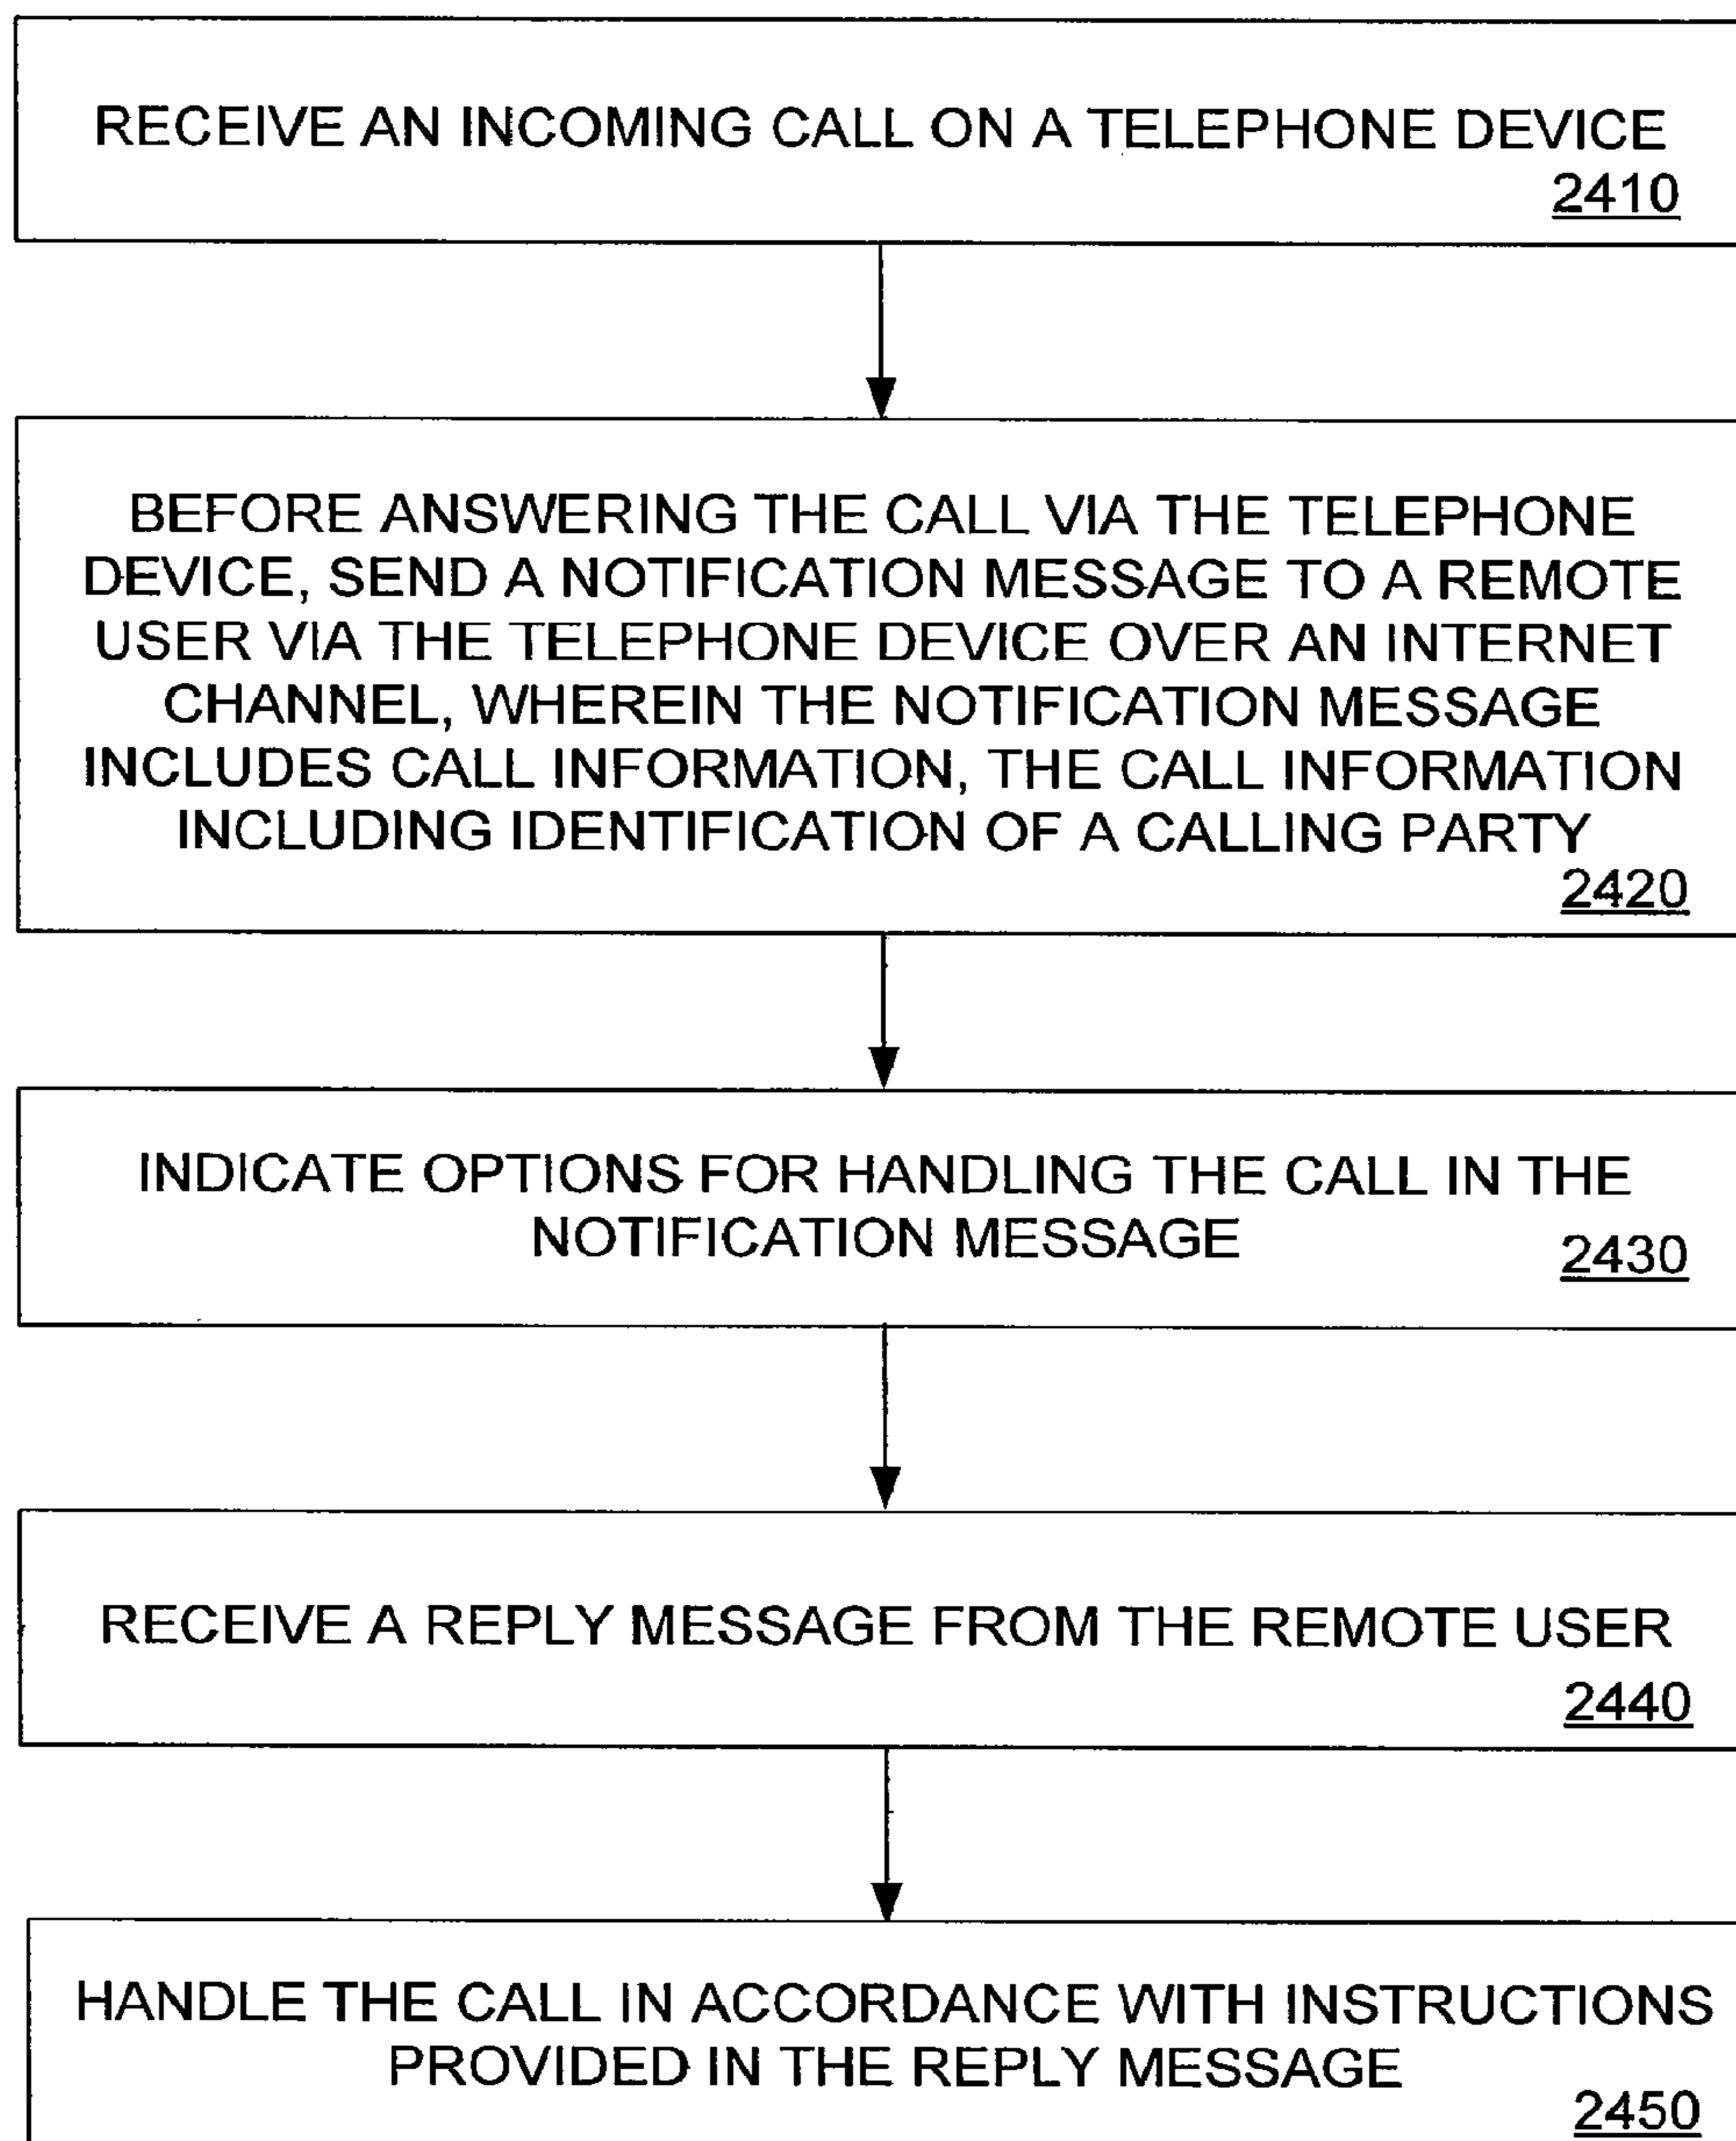 RECEIVE AN INCOMING CALL ON A TELEPHONE DEVICE
2410
BEFORE ANSWERING THE CALL VIA THE TELEPHONE
DEVICE, SEND A NOTIFICATION MESSAGE TO A REMOTE
USER VIA THE TELEPHONE DEVICE OVER AN INTERNET
CHANNEL, WHEREIN THE NOTIFICATION MESSAGE
INCLUDES CALL INFORMATION, THE CALL INFORMATION
INCLUDING IDENTIFICATION OF A CALLING PARTY
2420
INDICATE OPTIONS FOR HANDLING THE CALL IN THE
NOTIFICATION MESSAGE
2430
RECEIVE A REPLY MESSAGE FROM THE REMOTE USER
2440
HANDLE THE CALL IN ACCORDANCE WITH INSTRUCTIONS
PROVIDED IN THE REPLY MESSAGE
2450